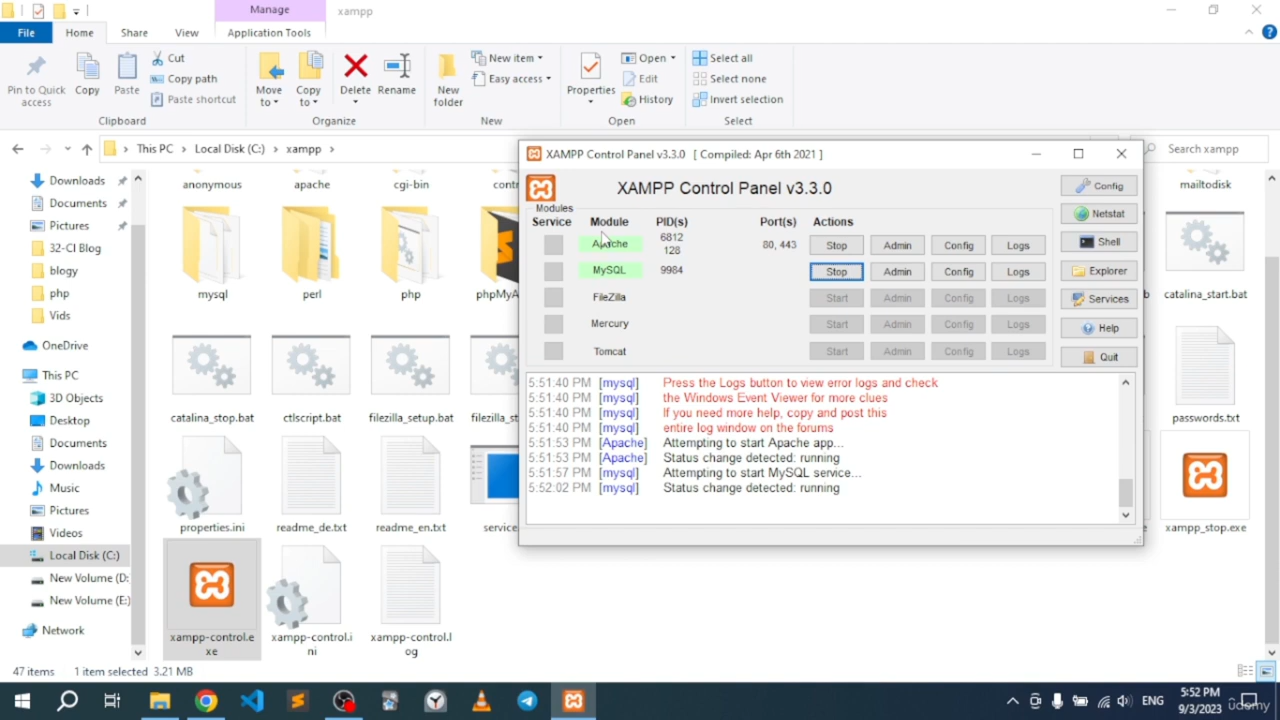 Manage
xampp
File
Home
Share
View
Application Tools
Pin to Quick access
Copy
Paste
Cut
Copy path
Paste shortcut
Move to
Copy to
Delete
Rename
New folder
New item
Easy access
Properties
Open
Edit
History
Select all
Select none
Invert selection
Clipboard
Organize
New
Open
Select
This PC > Local Disk (C:) > xampp >
Search xampp
Downloads
Documents
Pictures
32-CI Blog
blogy
php
Vids
OneDrive
This PC
3D Objects
Desktop
Documents
Downloads
Music
Pictures
Videos
Local Disk (C:)
New Volume (D:
New Volume (E:)
Network
anonymous
apache
cgi-bin
contr
mailtodisk
mysql
perl
php
phpMyA
b
catalina_start.bat
catalina_stop.bat
ctlscript.bat
filezilla_setup.bat
filezilla_st
passwords.txt
properties.ini
readme_de.txt
readme_en.txt
service
e
xampp_stop.exe
xampp-control.e
xe
xampp-control.i
ni
xampp-control.l
og
XAMPP Control Panel v3.3.0 [ Compiled: Apr 6th 2021 ]
XAMPP Control Panel v3.3.0
Modules
Service Module PID(s) Port(s) Actions
Apache 6812 128 80, 443 Stop Admin Config Logs
MySQL 9984 Stop Admin Config Logs
FileZilla Start Admin Config Logs
Mercury Start Admin Config Logs
Tomcat Start Admin Config Logs
Config
Netstat
Shell
Explorer
Services
Help
Quit
5:51:40 PM [mysql] Press the Logs button to view error logs and check
5:51:40 PM [mysql] the Windows Event Viewer for more clues
5:51:40 PM [mysql] If you need more help, copy and post this
5:51:40 PM [mysql] entire log window on the forums
5:51:53 PM [Apache] Attempting to start Apache app...
5:51:53 PM [Apache] Status change detected: running
5:51:57 PM [mysql] Attempting to start MySQL service...
5:52:02 PM [mysql] Status change detected: running
47 items 1 item selected 3.21 MB
ENG
5:52 PM
9/3/2023
ûdemy